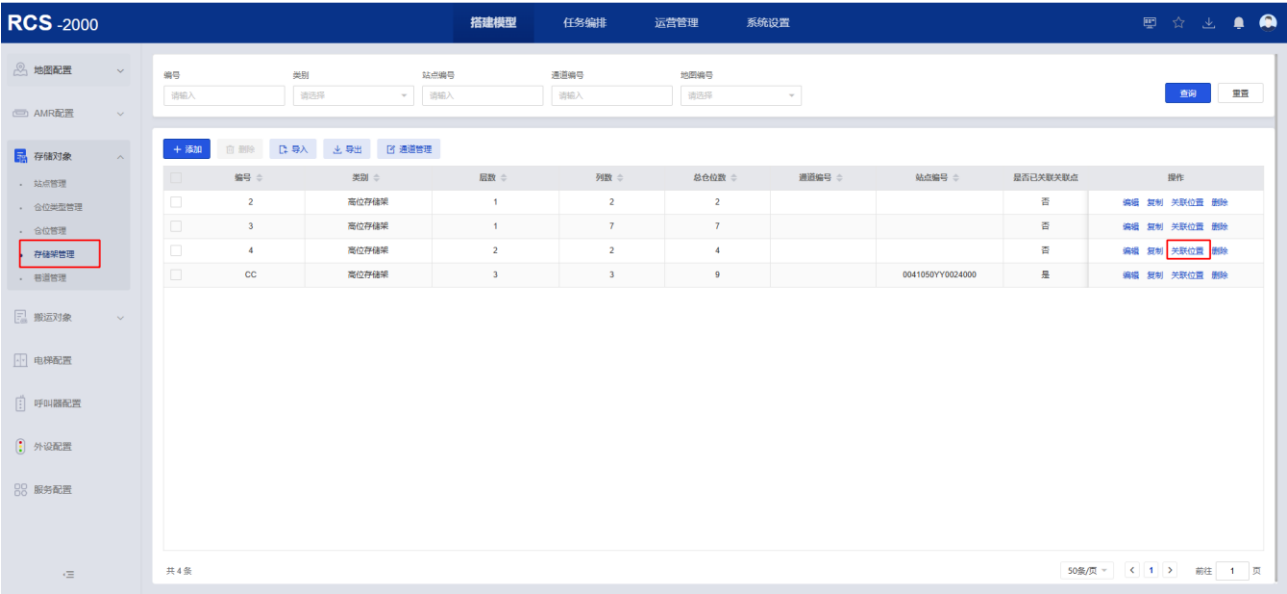 RCS -2000 搭建模型 任务编排 运营管理 系统设置
地图配置
AMR配置
存储对象
站点管理
仓位类型管理
仓位管理
存储架管理
巷道管理
搬运对象
电梯配置
呼叫器配置
外设配置
服务配置
编号 类别 站点编号 通道编号 地图编号
请输入 请选择 请输入 请输入 请选择 查询 重置
+ 添加 删除 导入 导出 通道管理
编号 类别 层数 列数 总仓位数 通道编号 站点编号 是否已关联关联点 操作
2 高位存储架 1 2 2 否 编辑 复制 关联位置 删除
3 高位存储架 1 7 7 否 编辑 复制 关联位置 删除
4 高位存储架 2 2 4 否 编辑 复制 关联位置 删除
CC 高位存储架 3 3 9 0041050YY0024000 是 编辑 复制 关联位置 删除
共 4 条 50条/页 < 1 > 前往 1 页